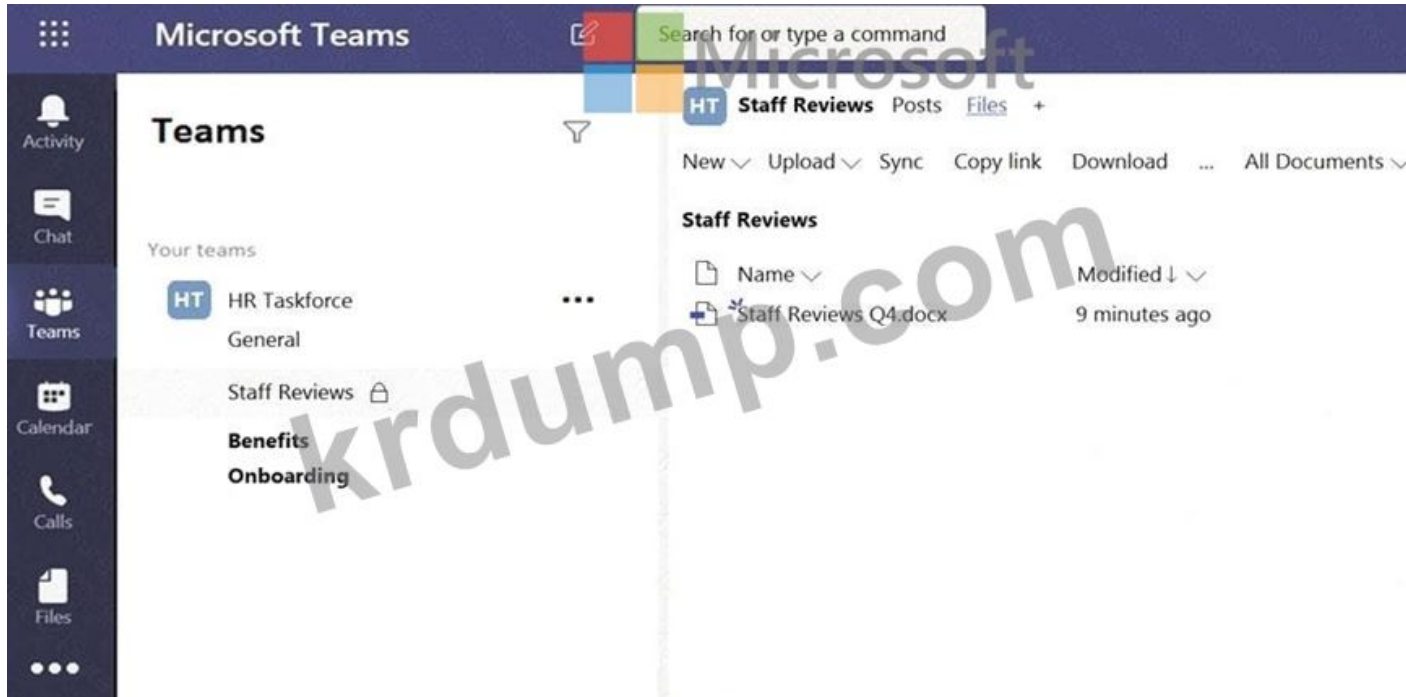 Microsoft Teams
Search for or type a command
Microsoft
Activity
Chat
Teams
Calendar
Calls
Files
Teams
Your teams
HT HR Taskforce
General
Staff Reviews
Benefits
Onboarding
HT Staff Reviews Posts Files +
New Upload Sync Copy link Download ... All Documents
Staff Reviews
Name Modified ↓
Staff Reviews Q4.docx 9 minutes ago
krdump.com